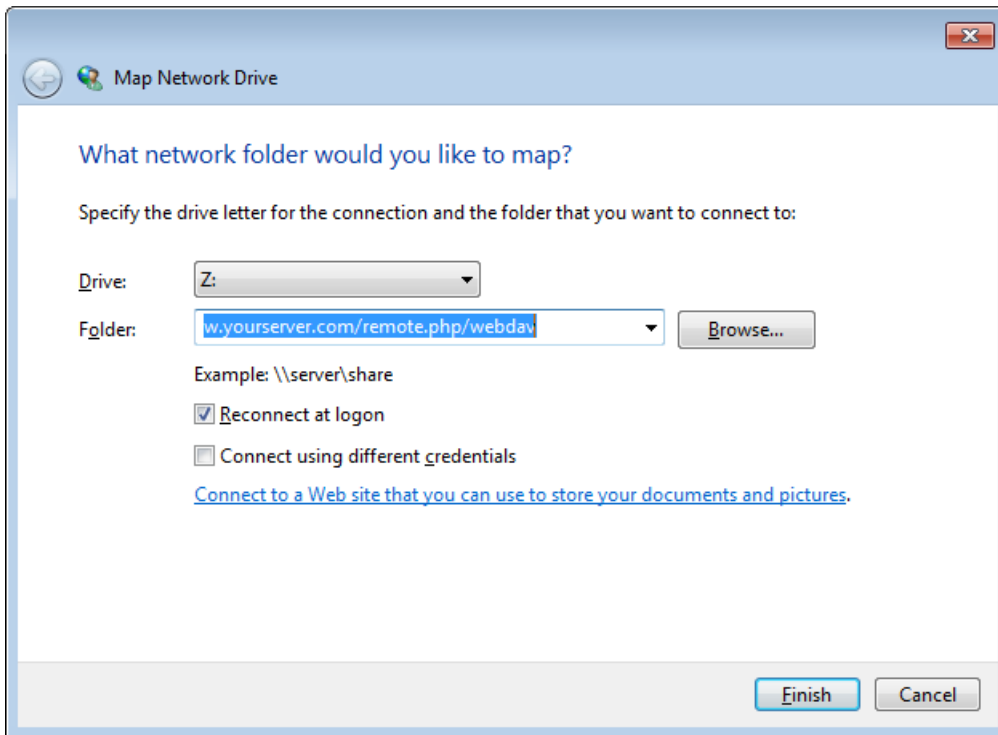 Map Network Drive
What network folder would you like to map?
Specify the drive letter for the connection and the folder that you want to connect to:
Drive: Z:
Folder: w.yourserver.com/remote.php/webdav Browse...
Example: \\server\share
Reconnect at logon
Connect using different credentials
Connect to a Web site that you can use to store your documents and pictures.
Finish Cancel